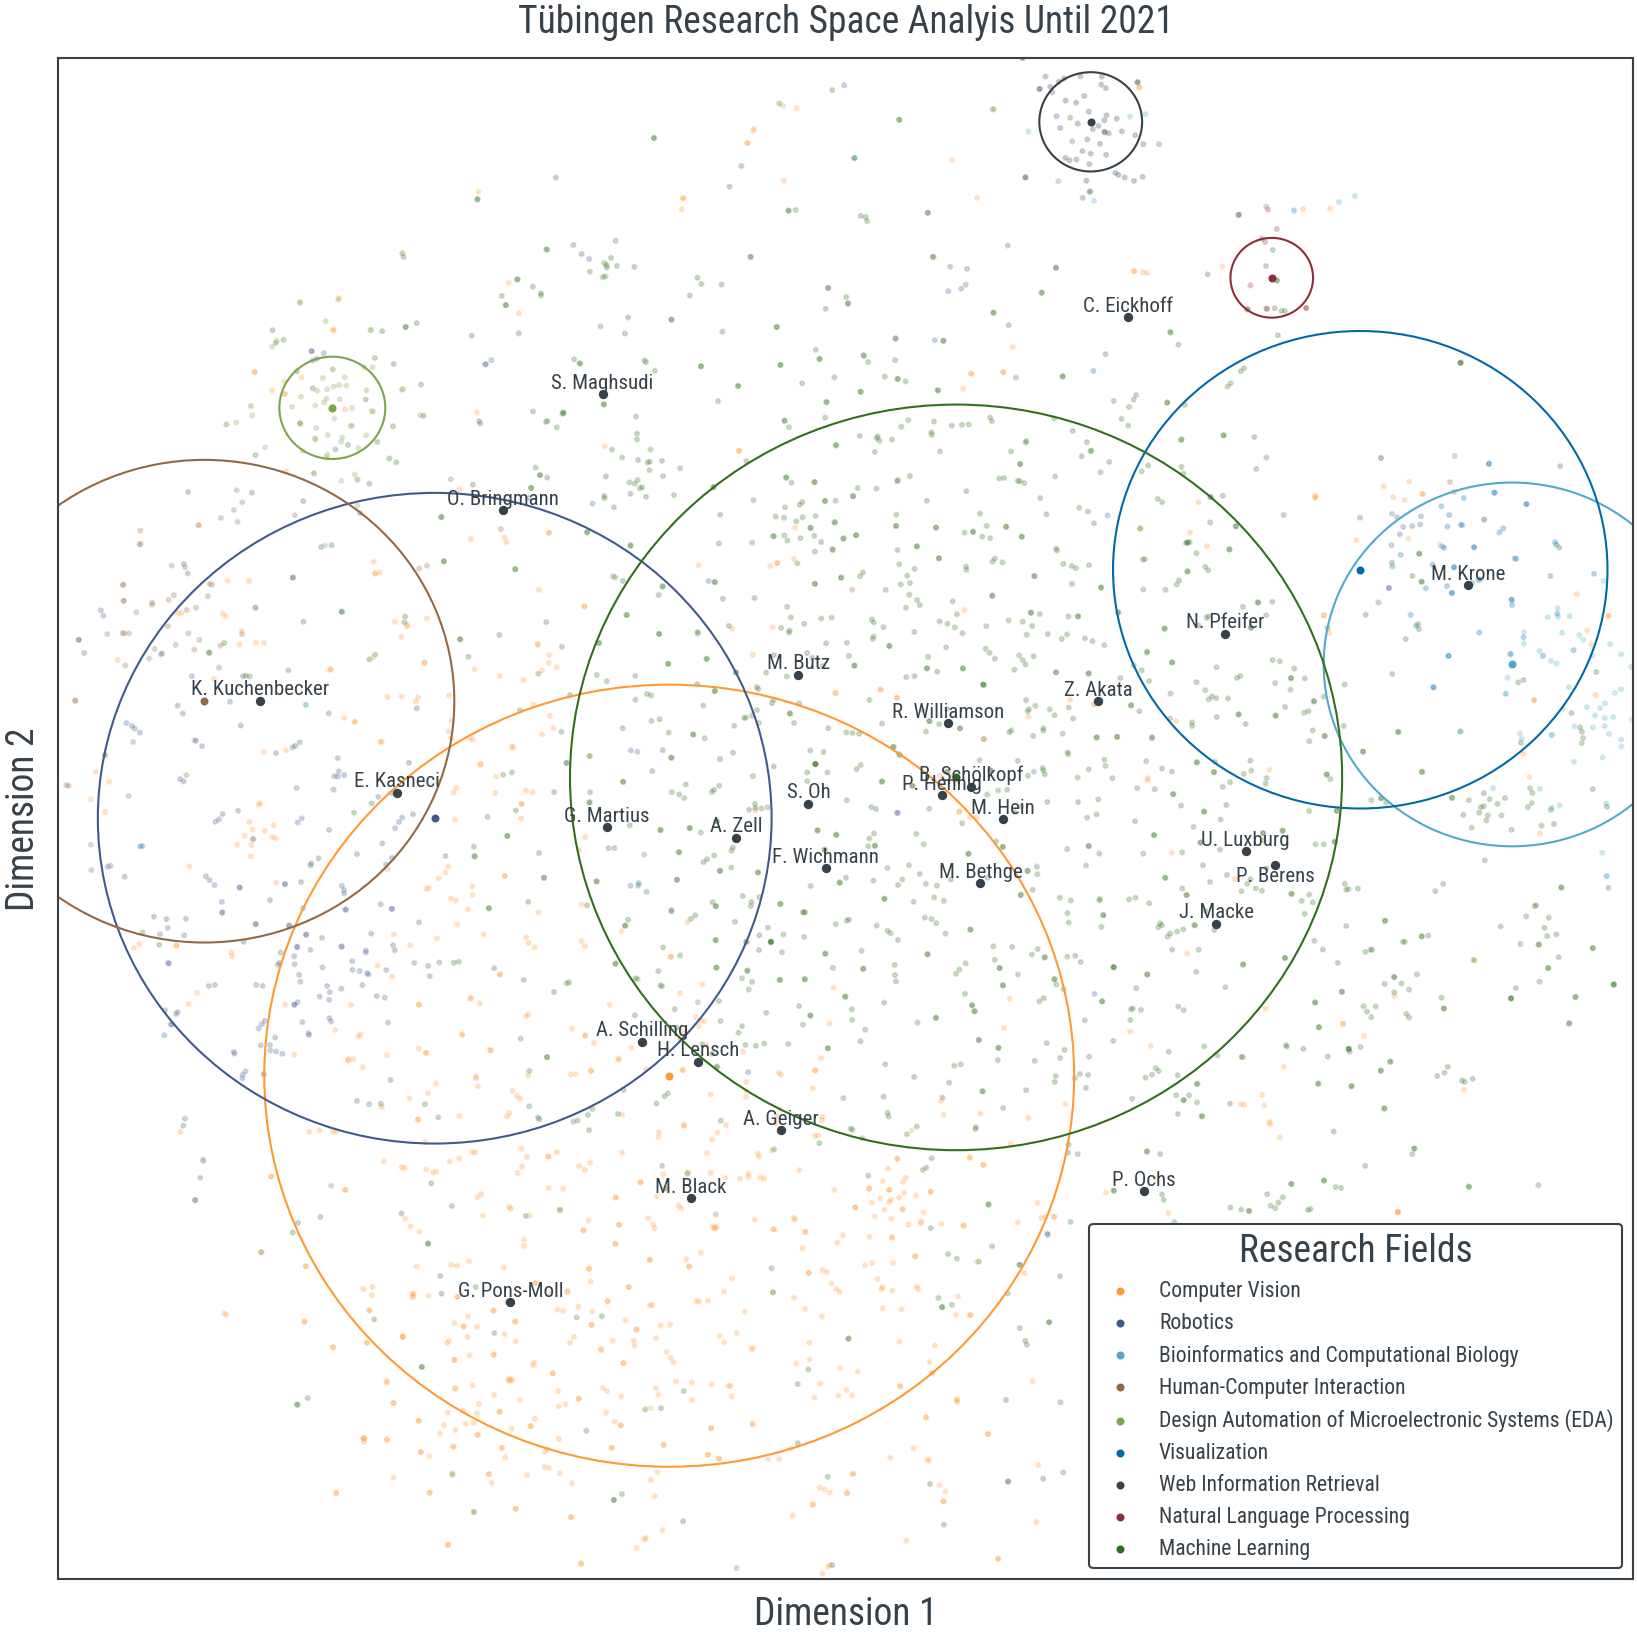 Tübingen Research Space Analyis Until 2021
C. Eickhoff
S. Maghsudi
O. Bringmann
M. Krone
N. Pfeifer
M. Butz
K. Kuchenbecker
Z. Akata
R. Williamson
B. Schölkopf
E. Kasneci
P. Hennig
S. Oh
M. Hein
G. Martius
A. Zell
U. Luxburg
F. Wichmann
M. Bethge
P. Berens
J. Macke
A. Schilling
H. Lensch
A. Geiger
P. Ochs
M. Black
G. Pons-Moll
Research Fields
Computer Vision
Robotics
Bioinformatics and Computational Biology
Human-Computer Interaction
Design Automation of Microelectronic Systems (EDA)
Visualization
Web Information Retrieval
Natural Language Processing
Machine Learning
Dimension 1
Dimension 2